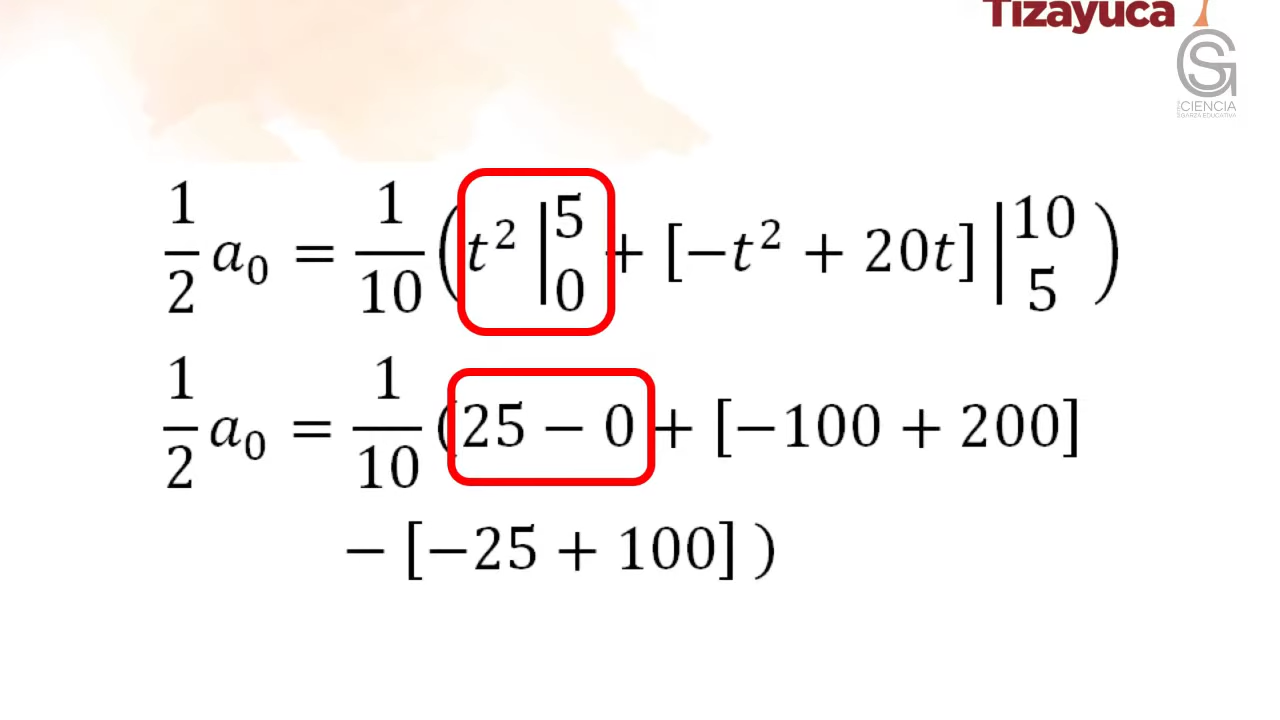 Tizayuca
CIENCIA
½ a₀ = 1/10 ( t² |⁵₀ + [−t² + 20t] |¹⁰₅ )
½ a₀ = 1/10 (25 − 0 + [−100 + 200]
− [−25 + 100] )